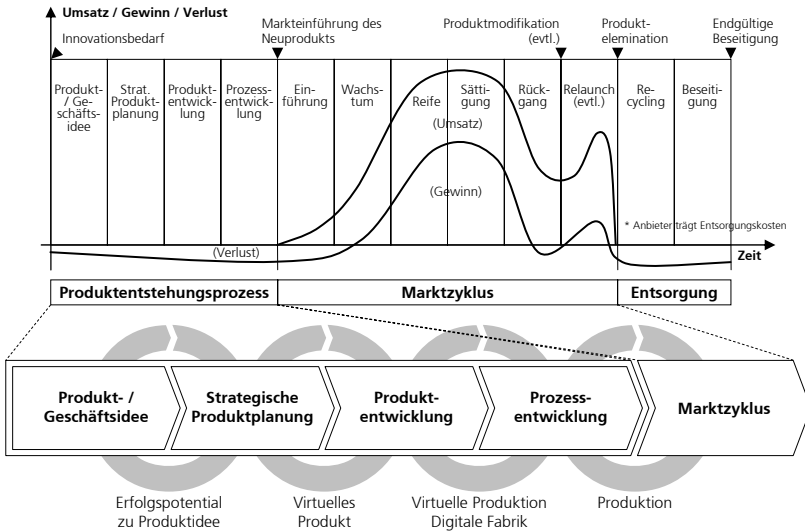 Umsatz / Gewinn / Verlust
Innovationsbedarf
Markteinführung des
Neuprodukts
Produktmodifikation
(evtl.)
Produkt-
elemination
Endgültige
Beseitigung
Produkt-
/ Ge-
schäfts-
idee
Strat.
Produkt-
planung
Produkt-
entwick-
lung
Prozess-
entwick-
lung
Ein-
führung
Wachs-
tum
Reife
Sätti-
gung
Rück-
gang
Relaunch
(evtl.)
Re-
cycling
Beseiti-
gung
(Umsatz)
(Gewinn)
* Anbieter trägt Entsorgungskosten
(Verlust)
Zeit
Produktentstehungsprozess
Marktzyklus
Entsorgung
Produkt- /
Geschäftsidee
Strategische
Produktplanung
Produkt-
entwicklung
Prozess-
entwicklung
Marktzyklus
Erfolgspotential
zu Produktidee
Virtuelles
Produkt
Virtuelle Produktion
Digitale Fabrik
Produktion